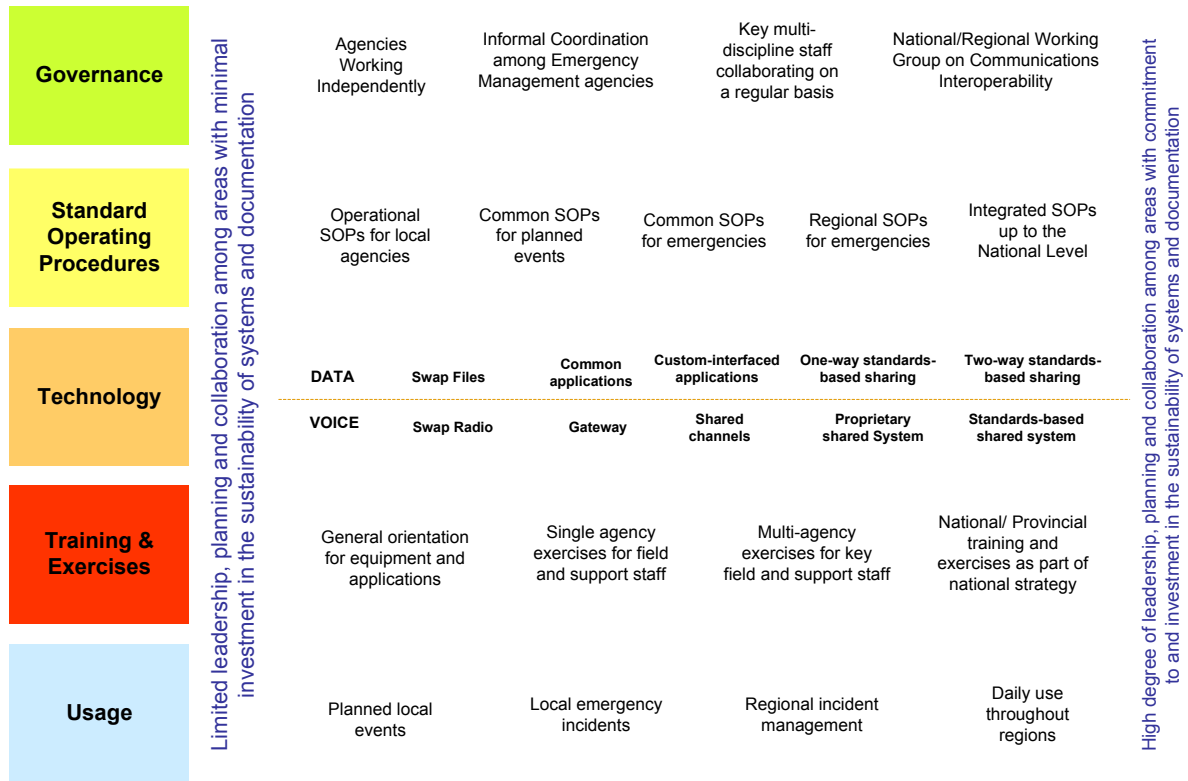 Governance
Limited leadership, planning and collaboration among areas with minimal
investment in the sustainability of systems and documentation
Agencies
Working
Independently
Informal Coordination
among Emergency
Management agencies
Key multi-
discipline staff
collaborating on
a regular basis
National/Regional Working
Group on Communications
Interoperability
High degree of leadership, planning and collaboration among areas with commitment
to and investment in the sustainability of systems and documentation
Standard
Operating
Procedures
Operational
SOPs for local
agencies
Common SOPs
for planned
events
Common SOPs
for emergencies
Regional SOPs
for emergencies
Integrated SOPs
up to the
National Level
Technology
DATA
Swap Files
Common
applications
Custom-interfaced
applications
One-way standards-
based sharing
Two-way standards-
based sharing
VOICE
Swap Radio
Gateway
Shared
channels
Proprietary
shared System
Standards-based
shared system
Training &
Exercises
General orientation
for equipment and
applications
Single agency
exercises for field
and support staff
Multi-agency
exercises for key
field and support staff
National/ Provincial
training and
exercises as part of
national strategy
Usage
Planned local
events
Local emergency
incidents
Regional incident
management
Daily use
throughout
regions